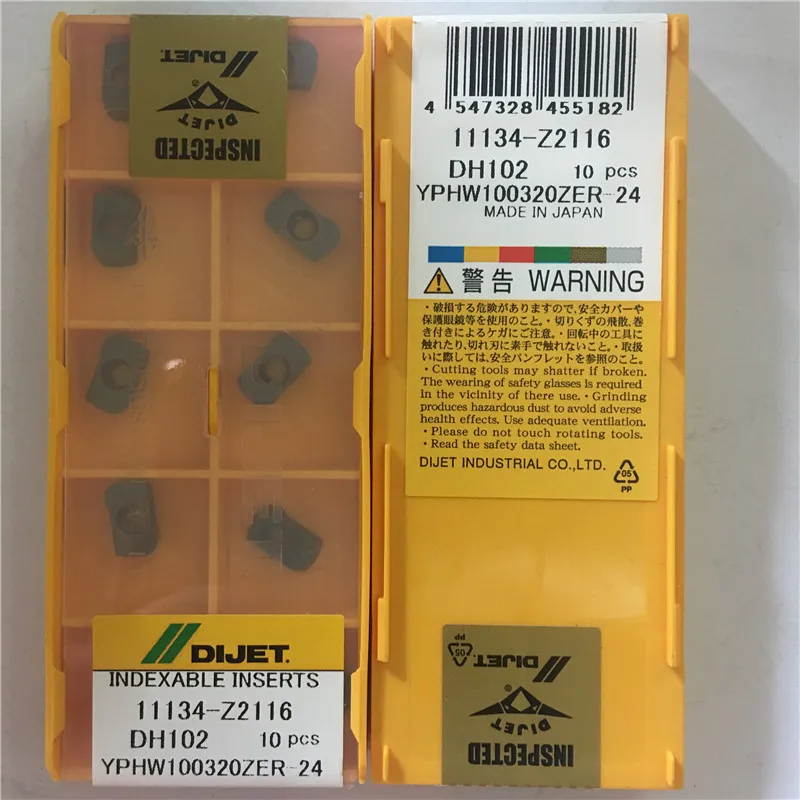 DIJET
DIJET
INSPECTED
DIJET.
INDEXABLE INSERTS
11134-Z2116
DH102 10 pcs
YPHW100320ZER-24
4 547328 455182
11134-Z2116
DH102 10 pcs
YPHW100320ZER-24
MADE IN JAPAN
警告 WARNING
・破損する危険がありますので、安全カバーや
保護眼鏡等を使用のこと。・切りくずの飛散、巻
き付きによるケガにご注意。・回転中の工具に
触れたり、切れ刃に素手で触れないこと。・取扱
いに際しては、安全パンフレットを参照のこと。
・Cutting tools may shatter if broken.
The wearing of safety glasses is required
in the vicinity of there use.・Grinding
produces hazardous dust to avoid adverse
health effects. Use adequate ventilation.
・Please do not touch rotating tools.
・Read the safety data sheet.
DIJET INDUSTRIAL CO.,LTD.
05
PP
05
PP
DIJET
DIJET
INSPECTED